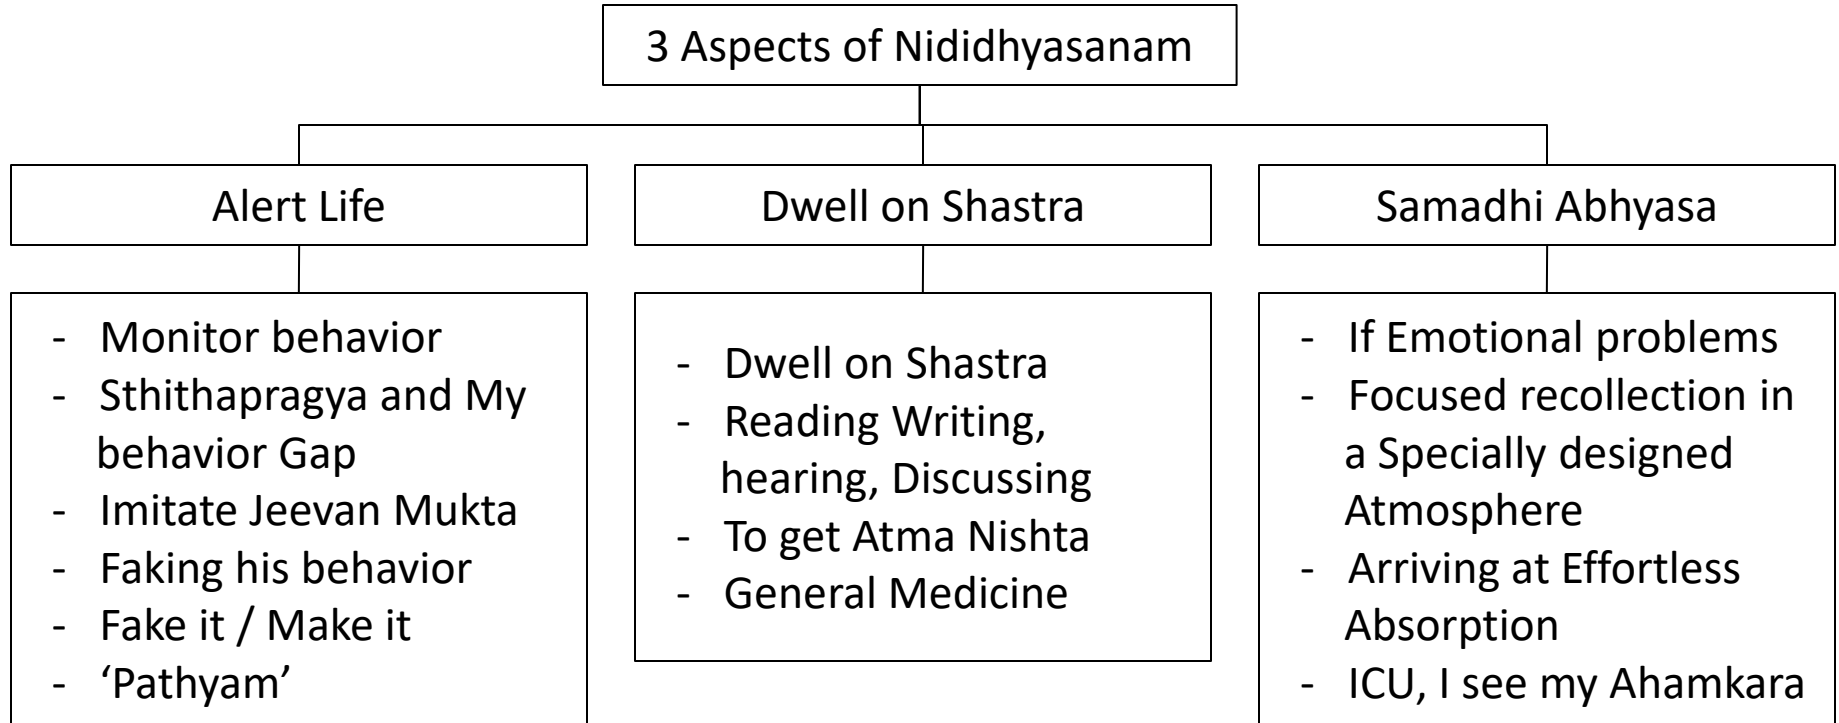 3 Aspects of Nididhyasanam
Alert Life
- Monitor behavior
- Sthithapragya and My
behavior Gap
- Imitate Jeevan Mukta
- Faking his behavior
- Fake it / Make it
- ‘Pathyam’
Dwell on Shastra
- Dwell on Shastra
- Reading Writing,
hearing, Discussing
- To get Atma Nishta
- General Medicine
Samadhi Abhyasa
- If Emotional problems
- Focused recollection in
a Specially designed
Atmosphere
- Arriving at Effortless
Absorption
- ICU, I see my Ahamkara